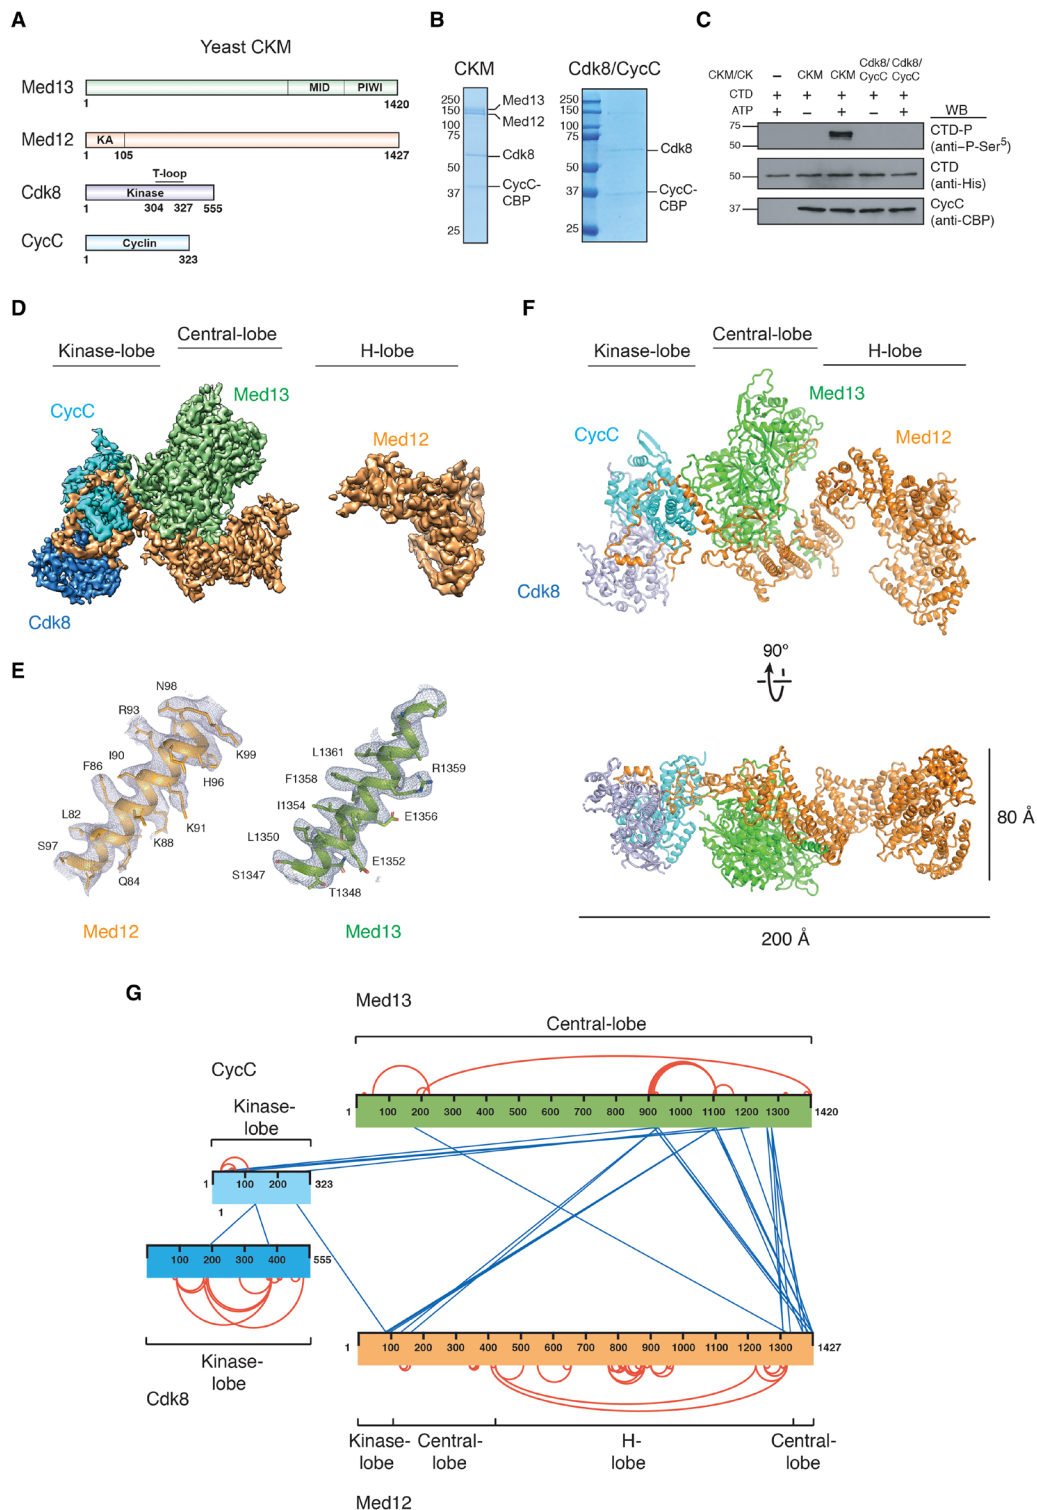 A
Yeast CKM
Med13
MID
PIWI
1
1420
Med12
KA
1
105
1427
T-loop
Cdk8
Kinase
1
304
327
555
CycC
Cyclin
1
323
B
CKM
250
150
100
75
50
37
25
Med13
Med12
Cdk8
CycC-
CBP
Cdk8/CycC
250
150
100
75
50
37
25
Cdk8
CycC-
CBP
C
CKM/CK – CKM CKM Cdk8/CycC Cdk8/CycC
CTD + + + + +
ATP + – + – +
WB
75
50
CTD-P
(anti–P-Ser5)
50
CTD
(anti-His)
37
CycC
(anti-CBP)
D
Kinase-lobe
Central-lobe
H-lobe
CycC
Med13
Med12
Cdk8
E
N98
R93
I90
F86
L82
S97
K99
H96
K91
K88
Q84
Med12
L1361
F1358
I1354
L1350
S1347
R1359
E1356
E1352
T1348
Med13
F
Kinase-lobe
Central-lobe
H-lobe
CycC
Med13
Med12
Cdk8
90°
80 Å
200 Å
G
Med13
Central-lobe
1 100 200 300 400 500 600 700 800 900 1000 1100 1200 1300 1420
CycC
Kinase-
lobe
1 100 200 323
1
100 200 300 400 555
Kinase-
lobe
Cdk8
1 100 200 300 400 500 600 700 800 900 1000 1100 1200 1300 1427
Kinase-
lobe
Central-
lobe
H-
lobe
Central-
lobe
Med12